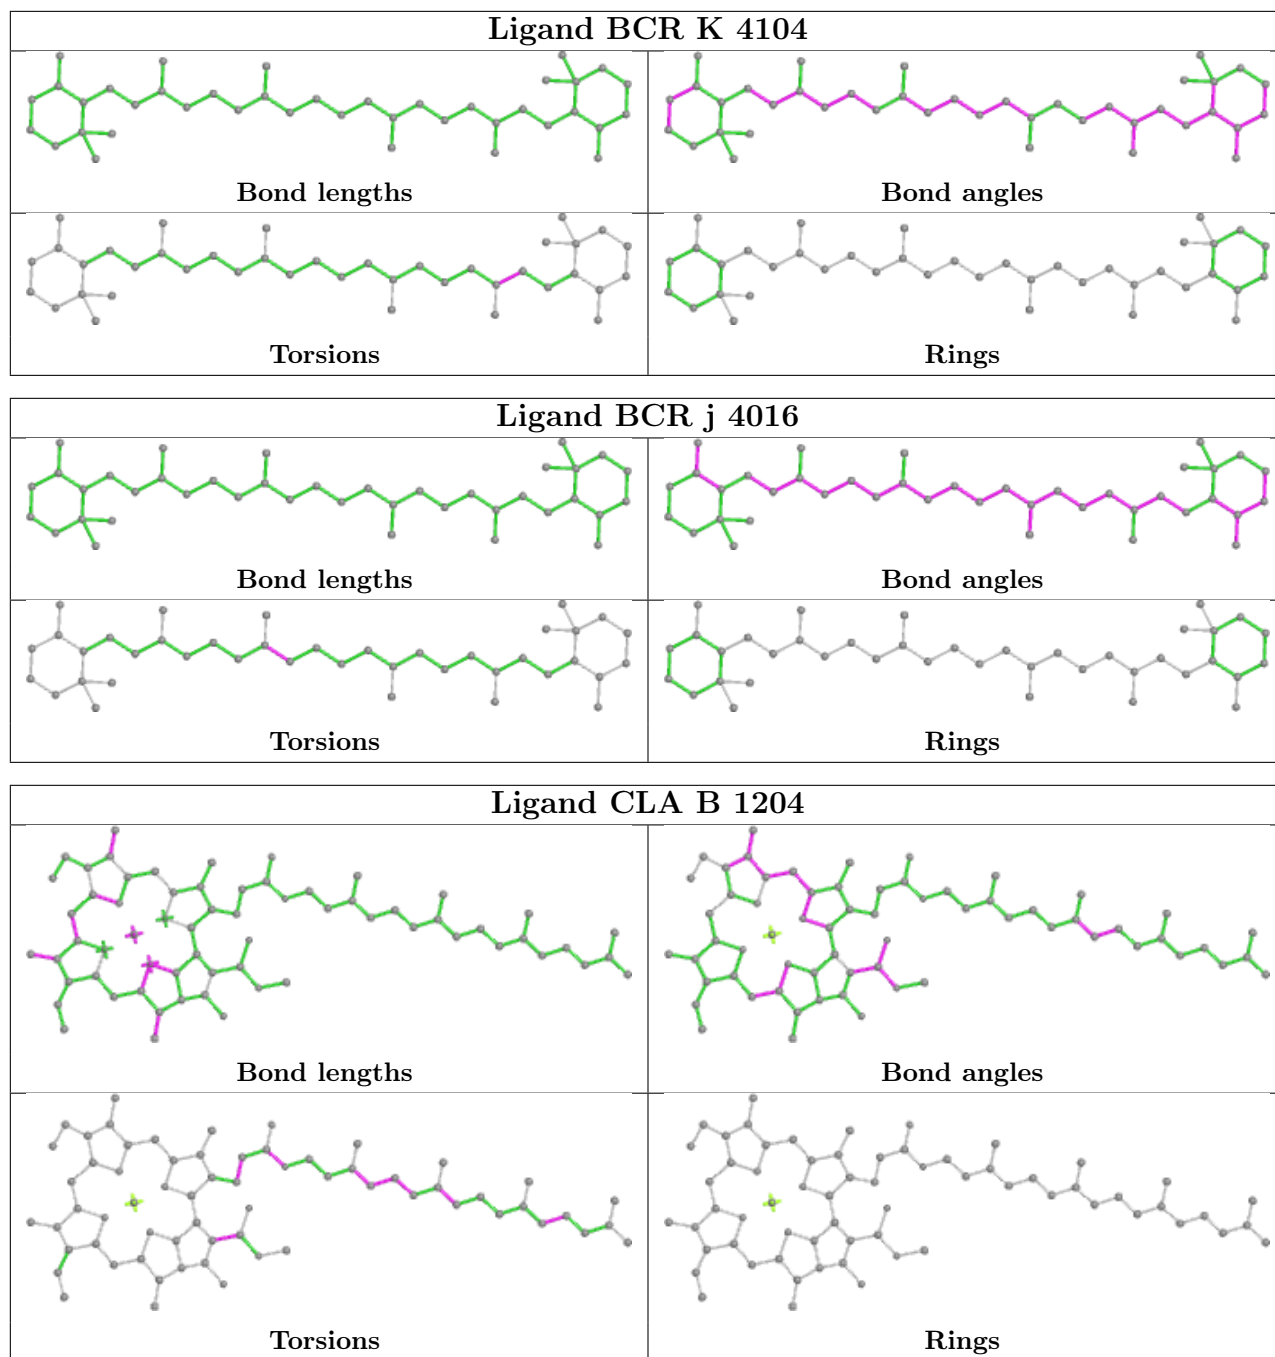 Ligand BCR K 4104
Bond lengths
Bond angles
Torsions
Rings
Ligand BCR j 4016
Bond lengths
Bond angles
Torsions
Rings
Ligand CLA B 1204
Bond lengths
Bond angles
Torsions
Rings